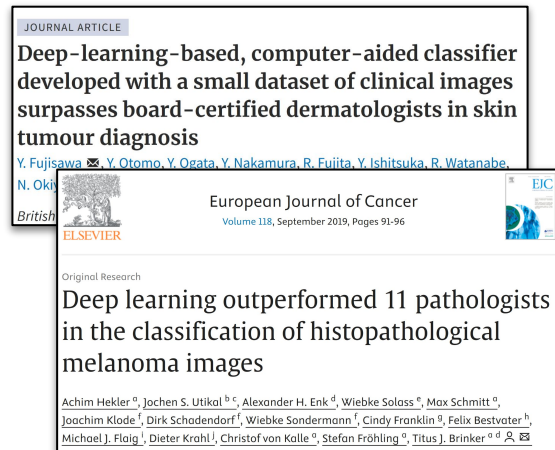 JOURNAL ARTICLE
Deep-learning-based, computer-aided classifier
developed with a small dataset of clinical images
surpasses board-certified dermatologists in skin
tumour diagnosis
Y. Fujisawa ✉, Y. Otomo, Y. Ogata, Y. Nakamura, R. Fujita, Y. Ishitsuka, R. Watanabe,
N. Okiy
British
ELSEVIER
European Journal of Cancer
Volume 118, September 2019, Pages 91-96
EJC
Original Research
Deep learning outperformed 11 pathologists
in the classification of histopathological
melanoma images
Achim Hekler a, Jochen S. Utikal b c, Alexander H. Enk d, Wiebke Solass e, Max Schmitt a,
Joachim Klode f, Dirk Schadendorf f, Wiebke Sondermann f, Cindy Franklin g, Felix Bestvater h,
Michael J. Flaig i, Dieter Krahl j, Christof von Kalle a, Stefan Fröhling a, Titus J. Brinker a d